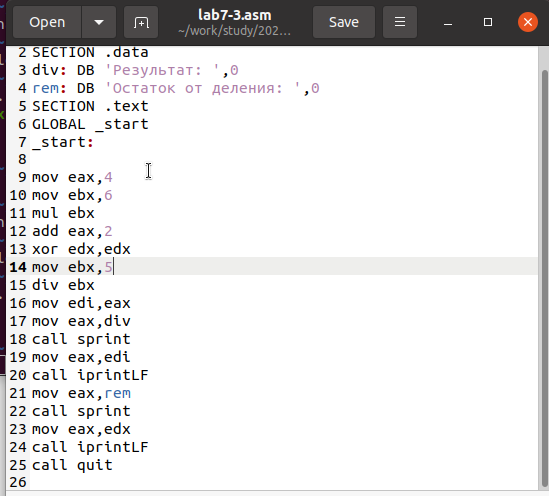 Open
lab7-3.asm
~/work/study/202…
Save
2 SECTION .data
3 div: DB 'Результат: ',0
4 rem: DB 'Остаток от деления: ',0
5 SECTION .text
6 GLOBAL _start
7 _start:
8
9 mov eax,4
10 mov ebx,6
11 mul ebx
12 add eax,2
13 xor edx,edx
14 mov ebx,5
15 div ebx
16 mov edi,eax
17 mov eax,div
18 call sprint
19 mov eax,edi
20 call iprintLF
21 mov eax,rem
22 call sprint
23 mov eax,edx
24 call iprintLF
25 call quit
26